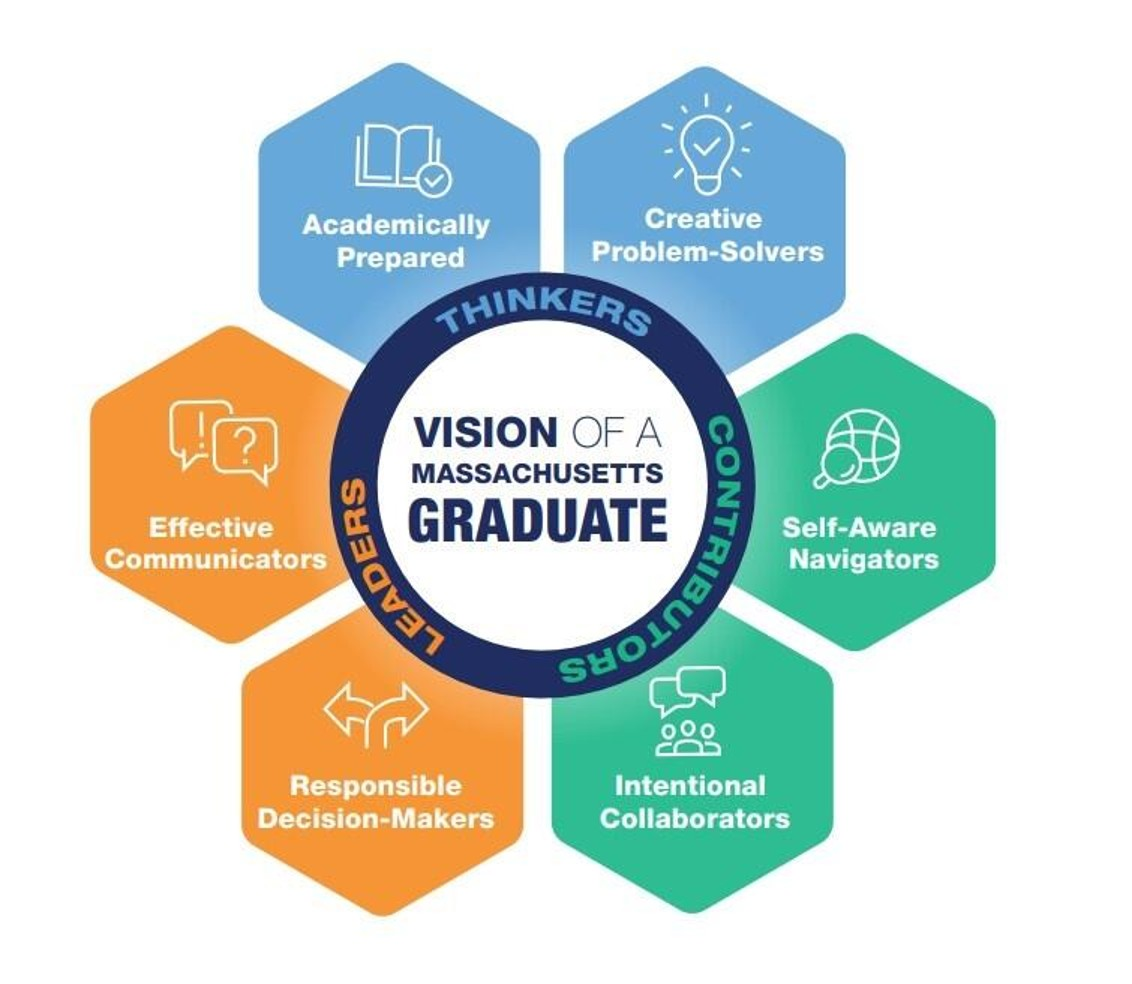 Academically
Prepared
Creative
Problem-Solvers
THINKERS
VISION OF A
MASSACHUSETTS
GRADUATE
CONTRIBUTORS
LEADERS
Effective
Communicators
Self-Aware
Navigators
Responsible
Decision-Makers
Intentional
Collaborators
!
?